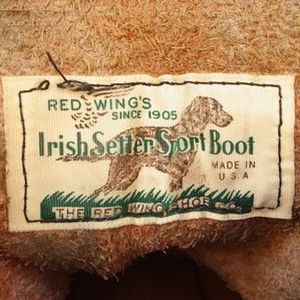 RED WING'S
SINCE 1905
Irish Setter Sport Boot
MADE IN
U.S.A
THE RED WING SHOE CO.